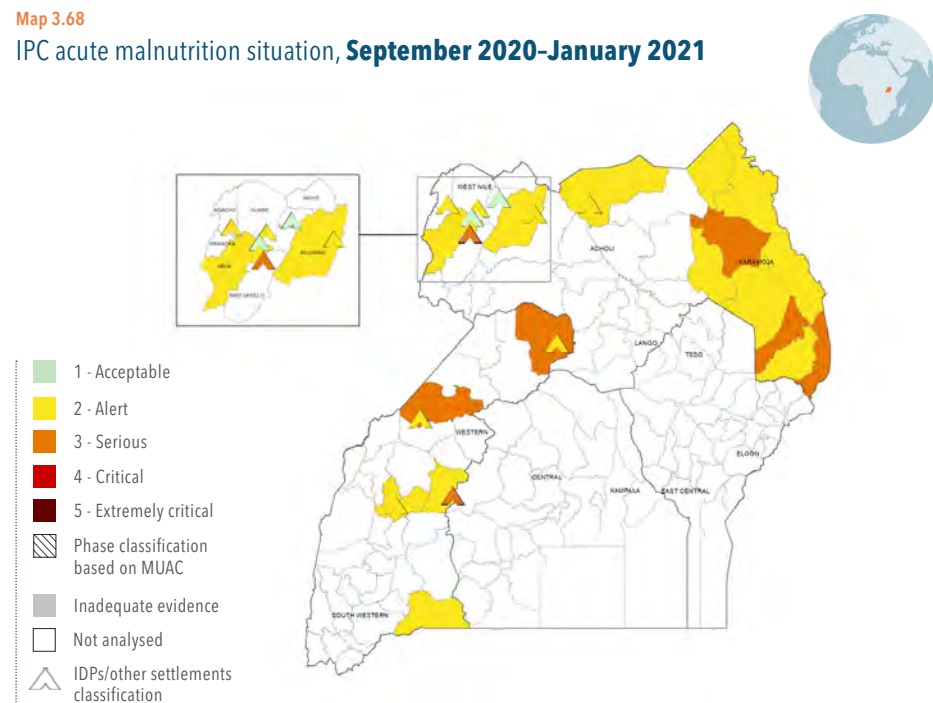 Map 3.68
IPC acute malnutrition situation, September 2020–January 2021
WEST NILE
ACHOLI
KARAMOJA
LANGO
TESO
WESTERN
ELGON
CENTRAL
KAMPALA
EAST CENTRAL
SOUTH WESTERN
1 - Acceptable
2 - Alert
3 - Serious
4 - Critical
5 - Extremely critical
Phase classification
based on MUAC
Inadequate evidence
Not analysed
IDPs/other settlements
classification